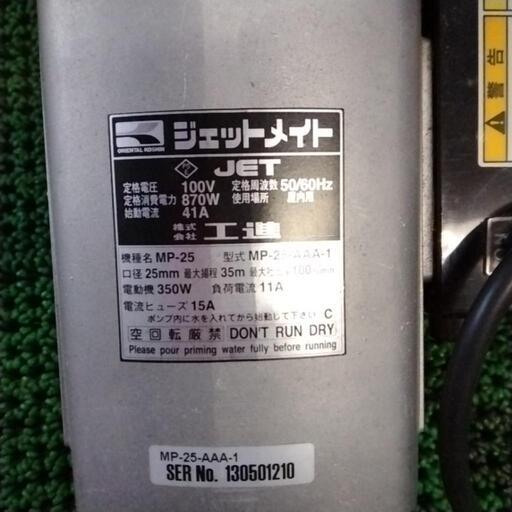 ORIENTAL KOSHIN
ジェットメイト
JET
定格電圧 100V 定格周波数 50/60Hz
定格消費電力 870W 使用場所 屋内用
始動電流 41A
株式会社 工進
機種名 MP-25 型式 MP-25-AAA-1
口径 25mm 最大揚程 35m
電動機 350W 負荷電流 11A
電流ヒューズ 15A
ポンプ内に水を入れてから始動して下さい C
空回転厳禁 DON'T RUN DRY
Please pour priming water fully before running
MP-25-AAA-1
SER No. 130501210
警告